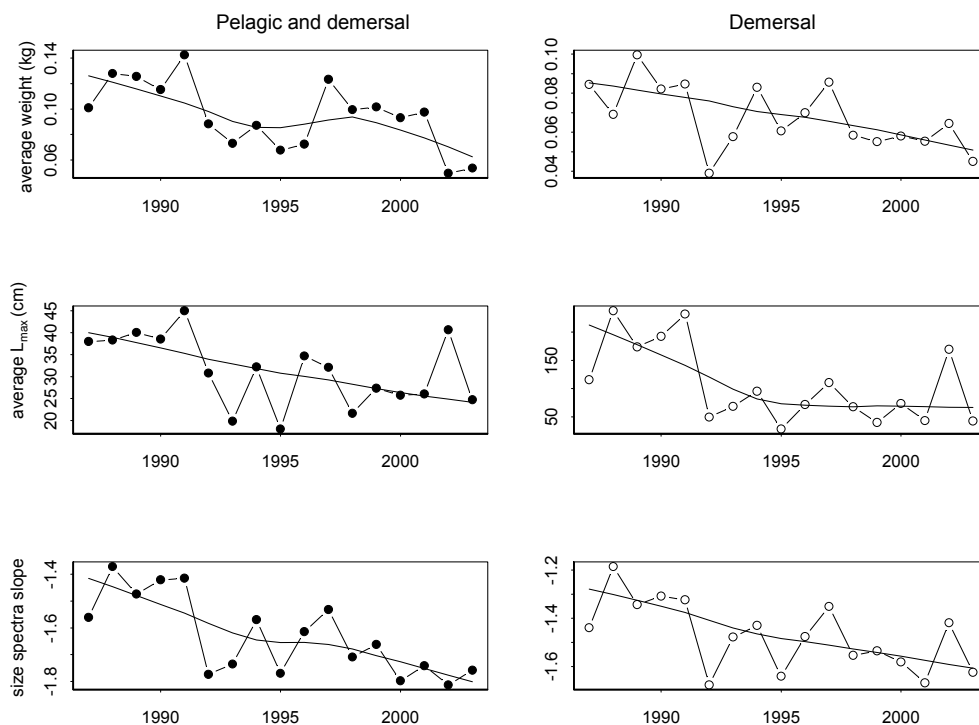 Pelagic and demersal
Demersal
average weight (kg)
0.06 0.10 0.14
1990 1995 2000
0.04 0.06 0.08 0.10
1990 1995 2000
average Lmax (cm)
20 25 30 35 40 45
1990 1995 2000
50 150
1990 1995 2000
size spectra slope
-1.8 -1.6 -1.4
1990 1995 2000
-1.6 -1.4 -1.2
1990 1995 2000